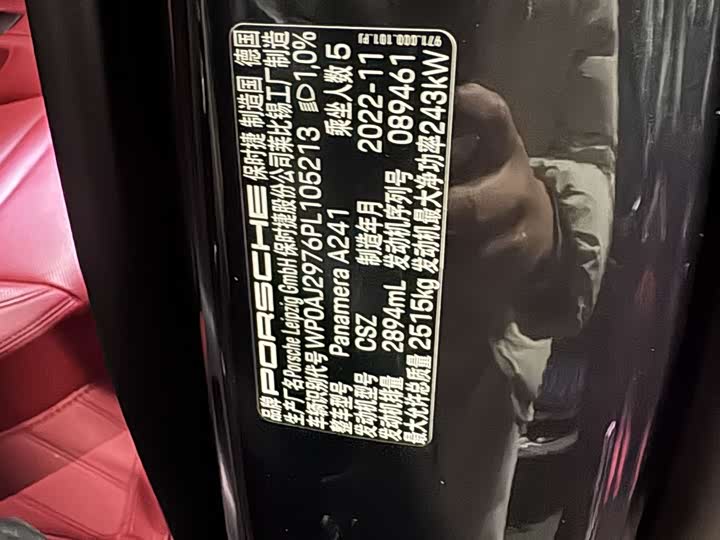 品牌 PORSCHE 保时捷 制造国 德国
生产厂名 Porsche Leipzig GmbH 保时捷股份公司莱比锡工厂制造
车辆识别代号 WP0AJ2976PL105213 1,0%
整车型号 Panamera A241 乘坐人数 5
发动机型号 CSZ 制造年月 2022-11
发动机排量 2894mL 发动机序列号 089461
最大允许总质量 2515kg 发动机最大净功率 243kW
971.000.101.PJ